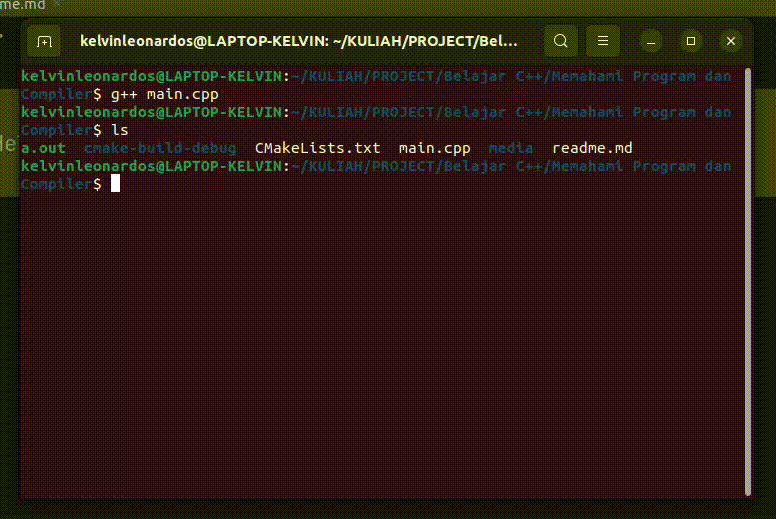 me.md ×
kelvinleonardos@LAPTOP-KELVIN: ~/KULIAH/PROJECT/Bel...
kelvinleonardos@LAPTOP-KELVIN:~/KULIAH/PROJECT/Belajar C++/Memahami Program dan
Compiler$ g++ main.cpp
kelvinleonardos@LAPTOP-KELVIN:~/KULIAH/PROJECT/Belajar C++/Memahami Program dan
Compiler$ ls
a.out cmake-build-debug CMakeLists.txt main.cpp media readme.md
kelvinleonardos@LAPTOP-KELVIN:~/KULIAH/PROJECT/Belajar C++/Memahami Program dan
Compiler$